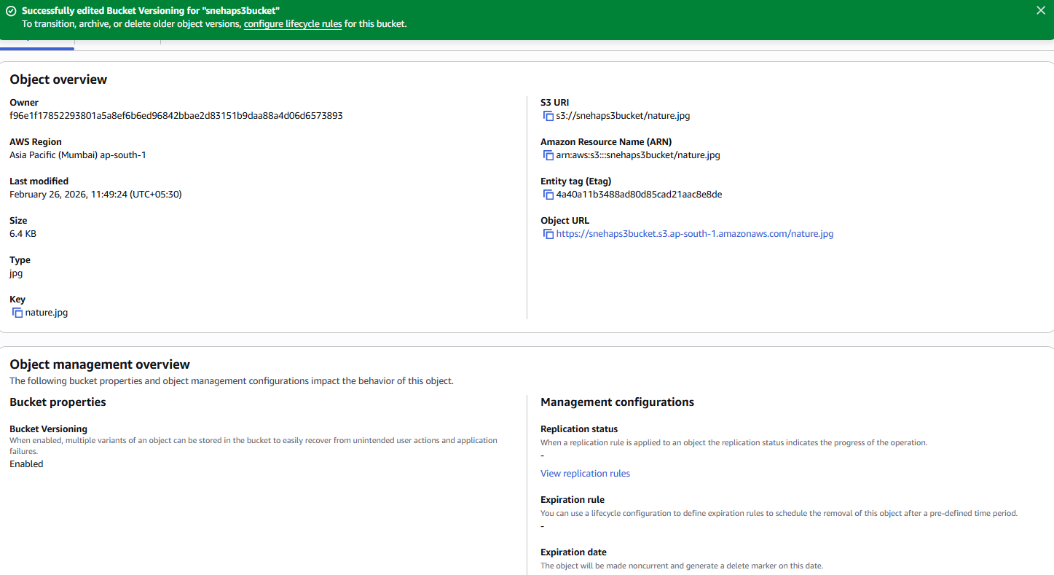 Successfully edited Bucket Versioning for "snehaps3bucket"
To transition, archive, or delete older object versions, configure lifecycle rules for this bucket.
Object overview
Owner
f96e1f17852293801a5a8ef6b6ed96842bbae2d83151b9daa88a4d06d6573893
AWS Region
Asia Pacific (Mumbai) ap-south-1
Last modified
February 26, 2026, 11:49:24 (UTC+05:30)
Size
6.4 KB
Type
jpg
Key
nature.jpg
S3 URI
s3://snehaps3bucket/nature.jpg
Amazon Resource Name (ARN)
arn:aws:s3:::snehaps3bucket/nature.jpg
Entity tag (Etag)
4a40a11b3488ad80d85cad21aac8e8de
Object URL
https://snehaps3bucket.s3.ap-south-1.amazonaws.com/nature.jpg
Object management overview
The following bucket properties and object management configurations impact the behavior of this object.
Bucket properties
Bucket Versioning
When enabled, multiple variants of an object can be stored in the bucket to easily recover from unintended user actions and application
failures.
Enabled
Management configurations
Replication status
When a replication rule is applied to an object the replication status indicates the progress of the operation.
-
View replication rules
Expiration rule
You can use a lifecycle configuration to define expiration rules to schedule the removal of this object after a pre-defined time period.
-
Expiration date
The object will be made noncurrent and generate a delete marker on this date.